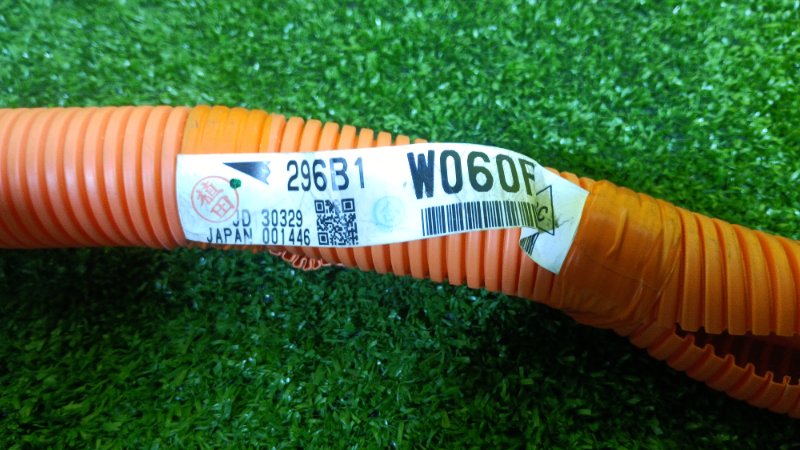 296B1 W060F
植田
JD 30329
JAPAN 001446
C.